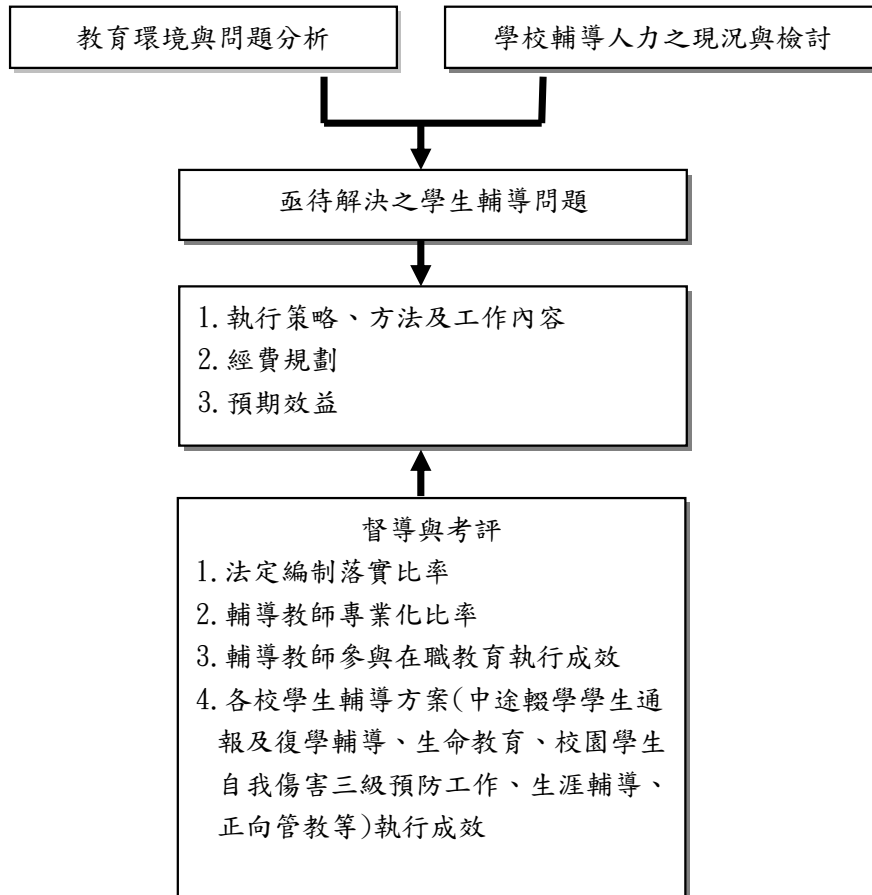 教育環境與問題分析
學校輔導人力之現況與檢討
亟待解決之學生輔導問題
1.執行策略、方法及工作內容
2.經費規劃
3.預期效益
督導與考評
1.法定編制落實比率
2.輔導教師專業化比率
3.輔導教師參與在職教育執行成效
4.各校學生輔導方案(中途輟學學生通
報及復學輔導、生命教育、校園學生
自我傷害三級預防工作、生涯輔導、
正向管教等)執行成效